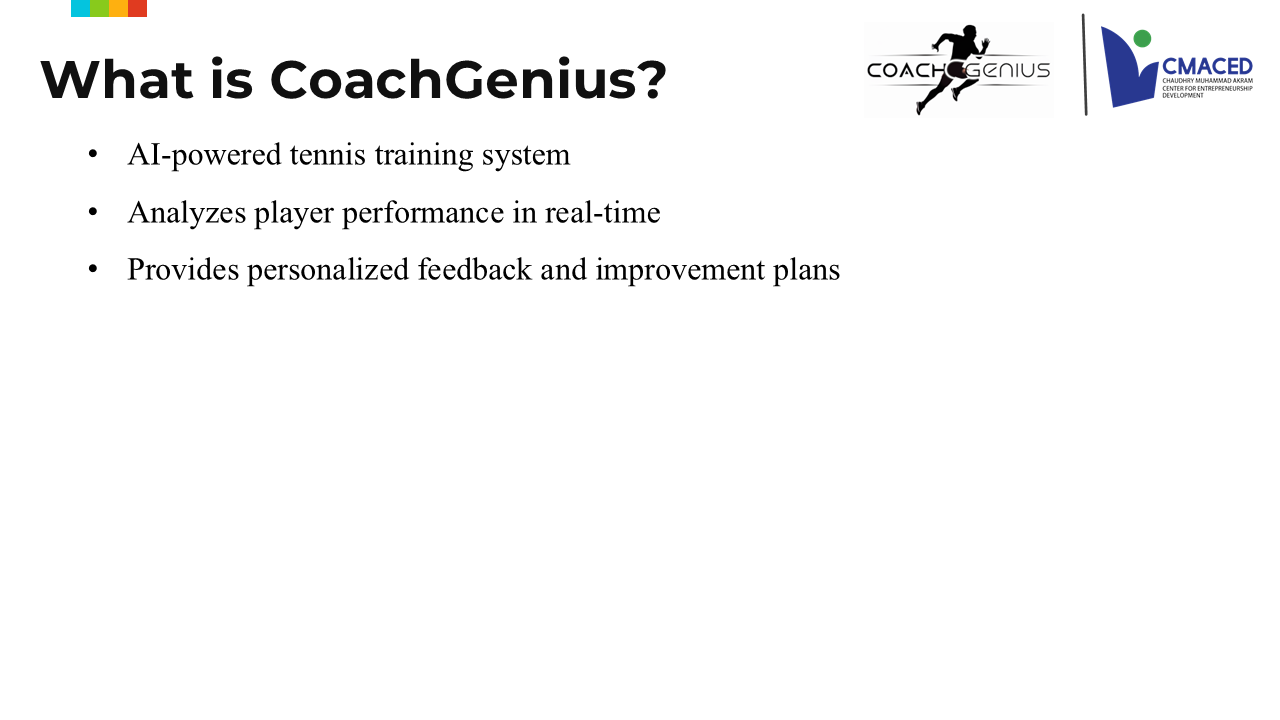 What is CoachGenius?
COACHGENIUS
CMACED
CHAUDHRY MUHAMMAD AKRAM
CENTER FOR ENTREPRENEURSHIP
DEVELOPMENT
• AI-powered tennis training system
• Analyzes player performance in real-time
• Provides personalized feedback and improvement plans